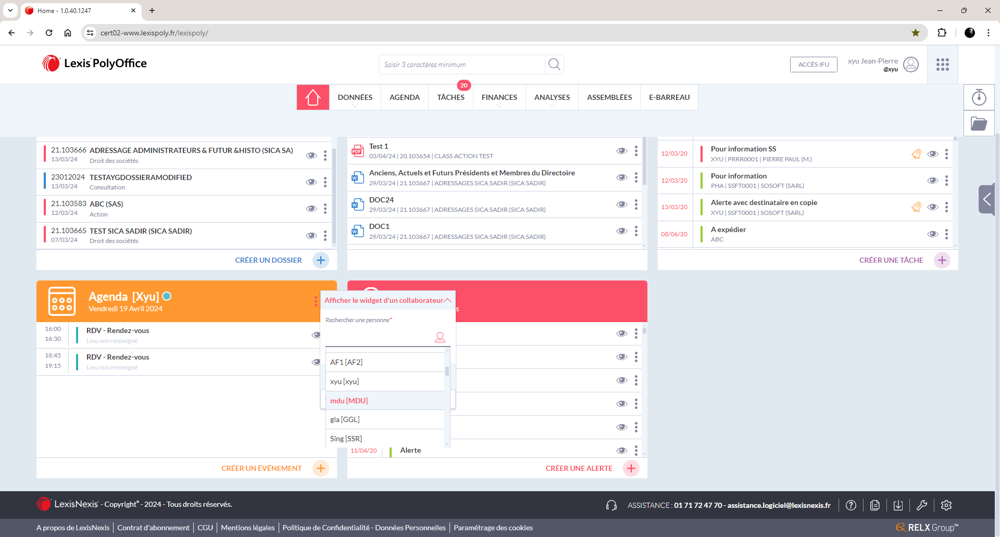 Home - 1.0.40.1247
cert02-www.lexispoly.fr/lexispoly/
Lexis PolyOffice
Saisir 3 caractères minimum
ACCÈS IFU
xyu Jean-Pierre
@xyu
20
DONNÉES
AGENDA
TÂCHES
FINANCES
ANALYSES
ASSEMBLÉES
E-BARREAU
21.103666 ADRESSAGE ADMINISTRATEURS & FUTUR &HISTO (SICA SA)
13/03/24 Droit des sociétés
23012024 TESTAYGDOSSIERAMODIFIED
13/03/24 Consultation
21.103583 ABC (SAS)
12/03/24 Action
21.103665 TEST SICA SADIR (SICA SADIR)
07/03/24 Droit des sociétés
CRÉER UN DOSSIER
PDF
Test 1
03/04/24 | 20.103654 | CLASS ACTION TEST
W
Anciens, Actuels et Futurs Présidents et Membres du Directoire
29/03/24 | 21.103667 | ADRESSAGES SICA SADIR (SICA SADIR)
W
DOC24
29/03/24 | 21.103667 | ADRESSAGES SICA SADIR (SICA SADIR)
W
DOC1
29/03/24 | 21.103667 | ADRESSAGES SICA SADIR (SICA SADIR)
12/03/20
Pour information SS
XYU | PRRR0001 | PIERRE PAUL (M.)
12/03/20
Pour information
PHA | SSFT0001 | SOSOFT (SARL)
13/03/20
Alerte avec destinataire en copie
XYU | SSFT0001 | SOSOFT (SARL)
08/06/20
A expédier
ABC
CRÉER UNE TÂCHE
Agenda [Xyu]
Vendredi 19 Avril 2024
16:00
16:30
RDV - Rendez-vous
Lieu non renseigné
18:45
19:15
RDV - Rendez-vous
Lieu non renseigné
CRÉER UN ÉVÉNEMENT
Afficher le widget d'un collaborateur
Rechercher une personne*
AF1 [AF2]
xyu [xyu]
mdu [MDU]
gla [GGL]
Sing [SSR]
11/04/20 Alerte
CRÉER UNE ALERTE
LexisNexis - Copyright® - 2024 - Tous droits réservés.
ASSISTANCE : 01 71 72 47 70 - assistance.logiciel@lexisnexis.fr
A propos de LexisNexis | Contrat d'abonnement | CGU | Mentions légales | Politique de Confidentialité - Données Personnelles | Paramétrage des cookies
RELX Group™